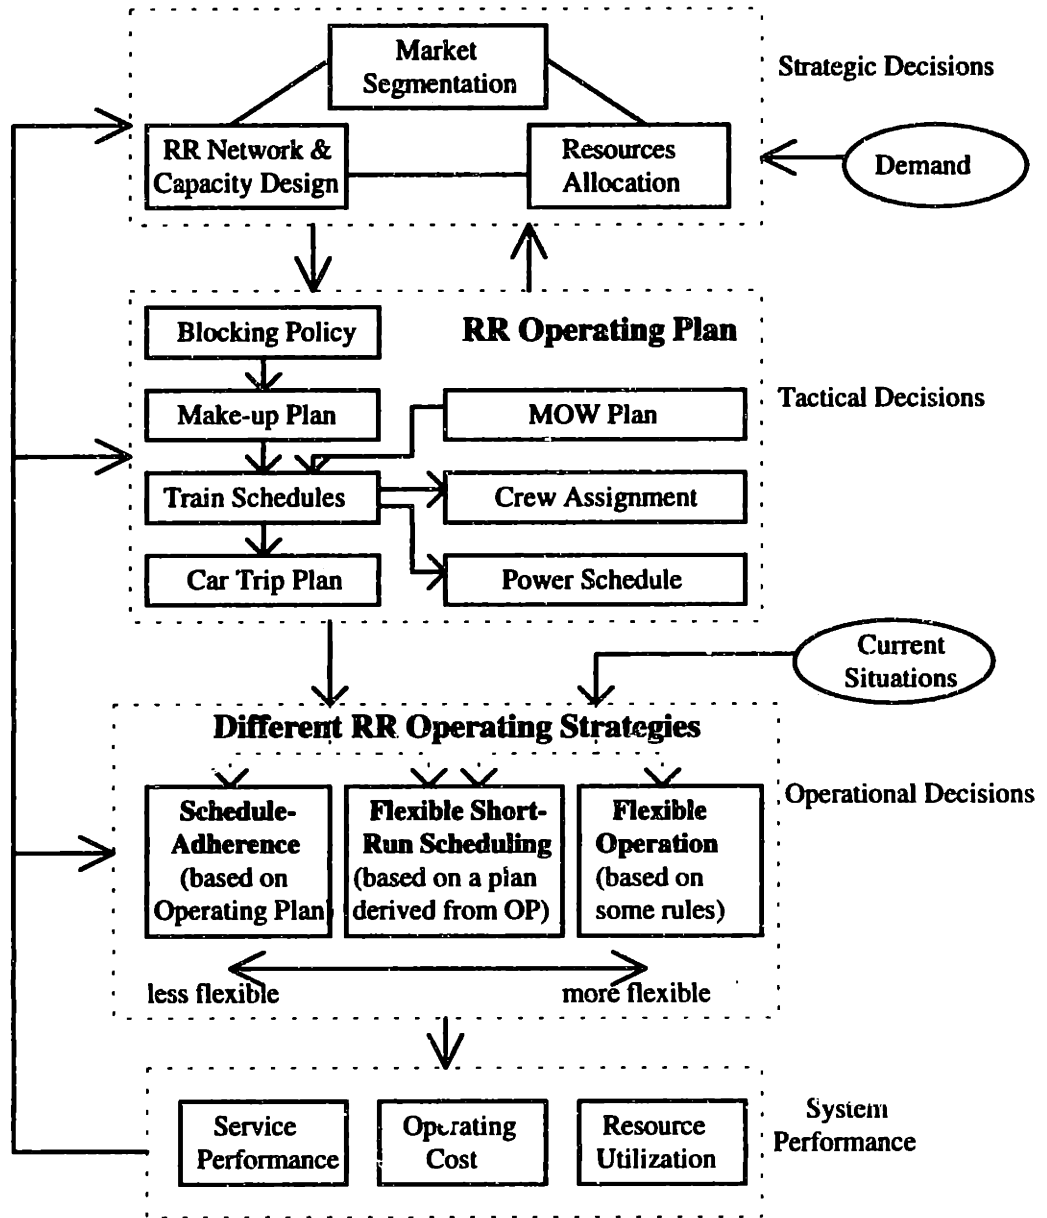 Market
Segmentation
Strategic Decisions
RR Network &
Capacity Design
Resources
Allocation
Demand
RR Operating Plan
Blocking Policy
Tactical Decisions
Make-up Plan
MOW Plan
Train Schedules
Crew Assignment
Car Trip Plan
Power Schedule
Current
Situations
Different RR Operating Strategies
Operational Decisions
Schedule-
Adherence
(based on
Operating Plan)
Flexible Short-
Run Scheduling
(based on a plan
derived from OP)
Flexible
Operation
(based on
some rules)
less flexible
more flexible
Service
Performance
Operating
Cost
Resource
Utilization
System
Performance